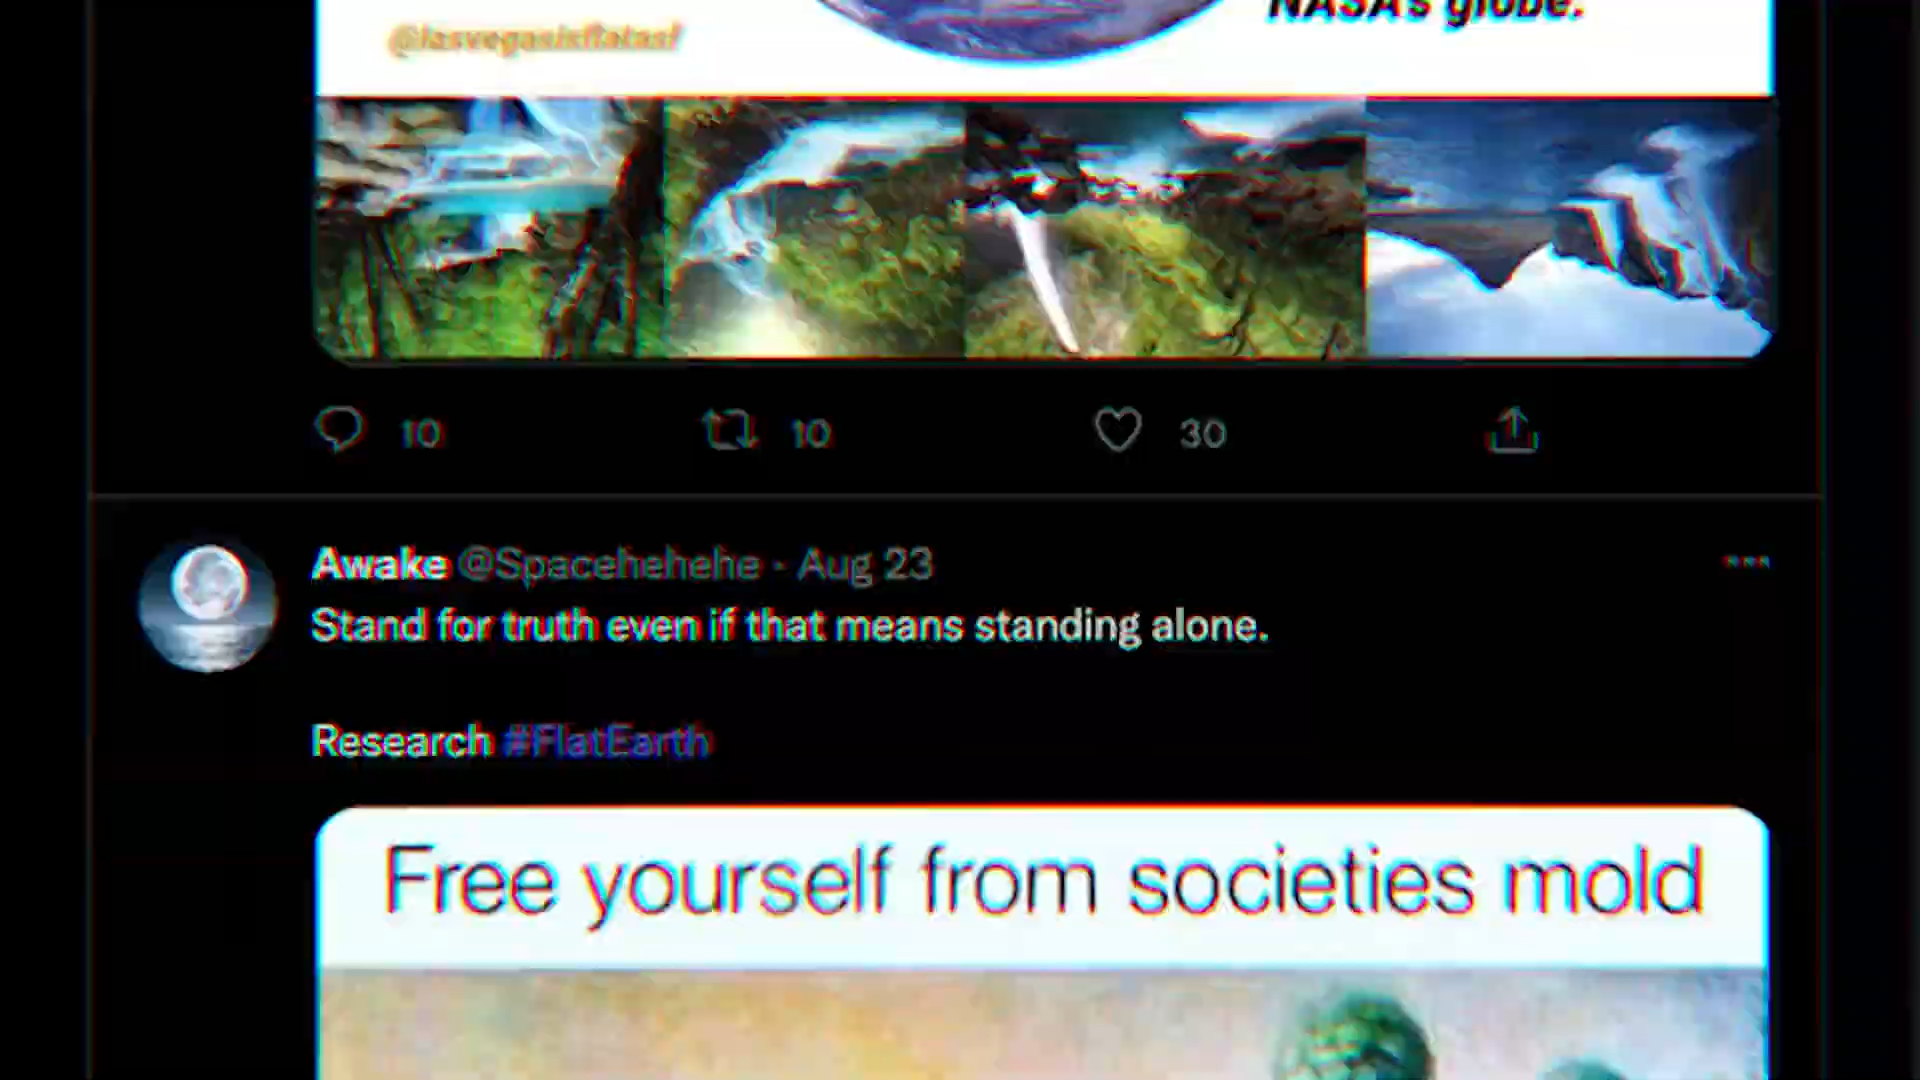 NASA's globe.
@lasvegasisflatasf
10 10 30
Awake @Spacehehehe · Aug 23
Stand for truth even if that means standing alone.
Research #FlatEarth
Free yourself from societies mold